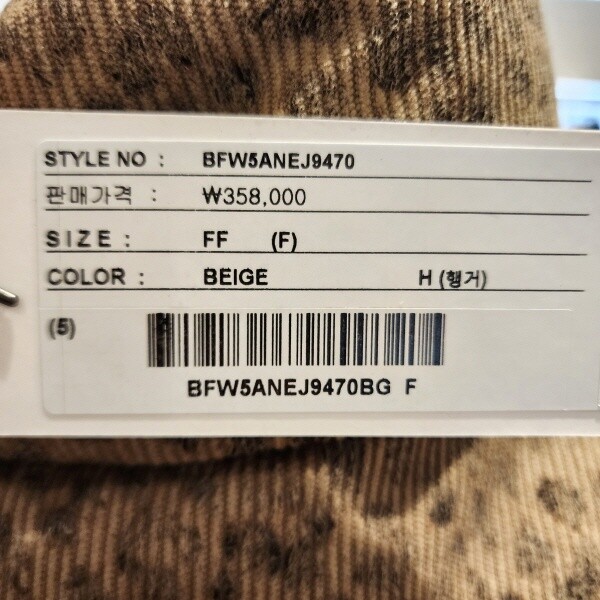 STYLE NO : BFW5ANEJ9470
판매가격 : ₩358,000
SIZE : FF (F)
COLOR : BEIGE H (행거)
(5)
BFW5ANEJ9470BG F